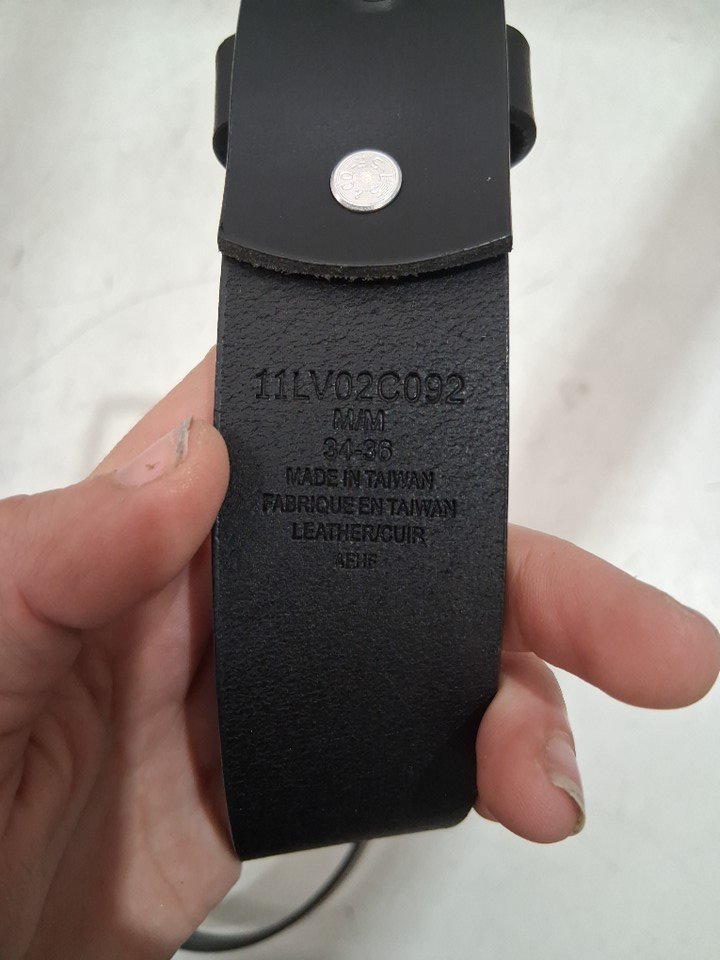 11LV02C092
M/M
34-36
MADE IN TAIWAN
FABRIQUE EN TAIWAN
LEATHER/CUIR